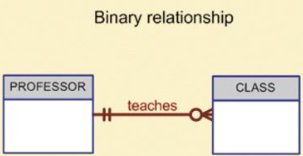 Binary relationship
PROFESSOR
teaches
CLASS